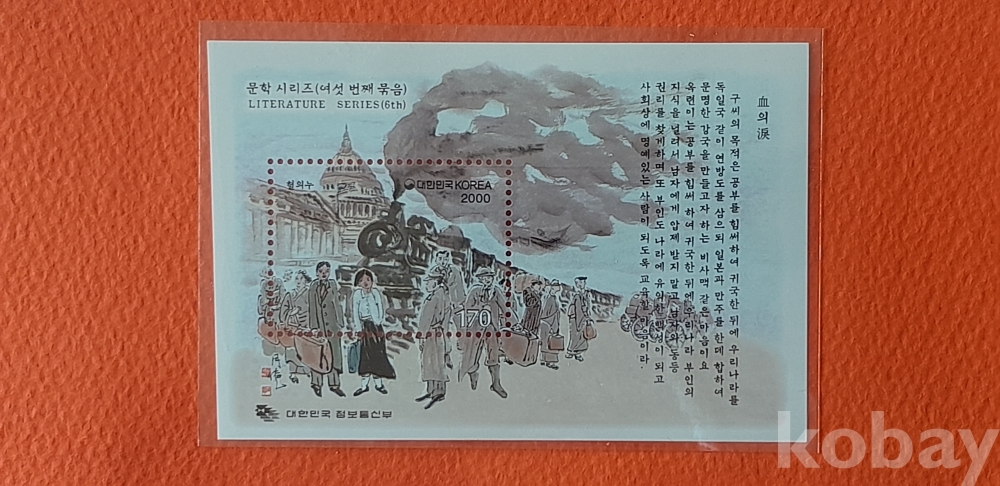 문학 시리즈(여섯 번째 묶음)
LITERATURE SERIES(6th)
혈의누
대한민국 KOREA
2000
170
대한민국 정보통신부
血의 淚
구씨의 목적은 공부를 힘써 하여 귀국한 뒤에 우리나라를
독일국 같이 연방도를 삼으되 일본과 만주를 한데 합하여
문명한 강국을 만들고자 하는 비사맥 같은 마음이요
옥련이는 공부를 힘써 하여 귀국한 뒤에 우리나라 부인의
지식을 널려서 남자에게 압제 받지 말고 남자와 동등
권리를 찾게 하며 또 부인도 나라에 유익한 백성이 되고
사회상에 명예 있는 사람이 되도록 교육할 마음이라.
kobay